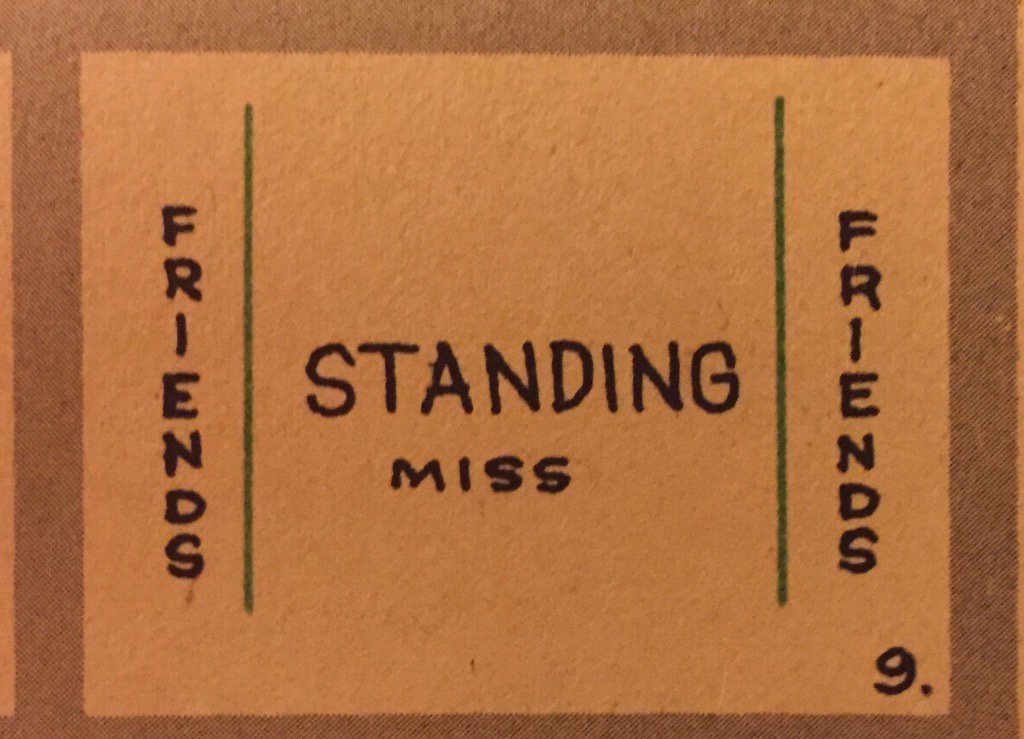 FRIENDS
STANDING
MISS
FRIENDS
9.